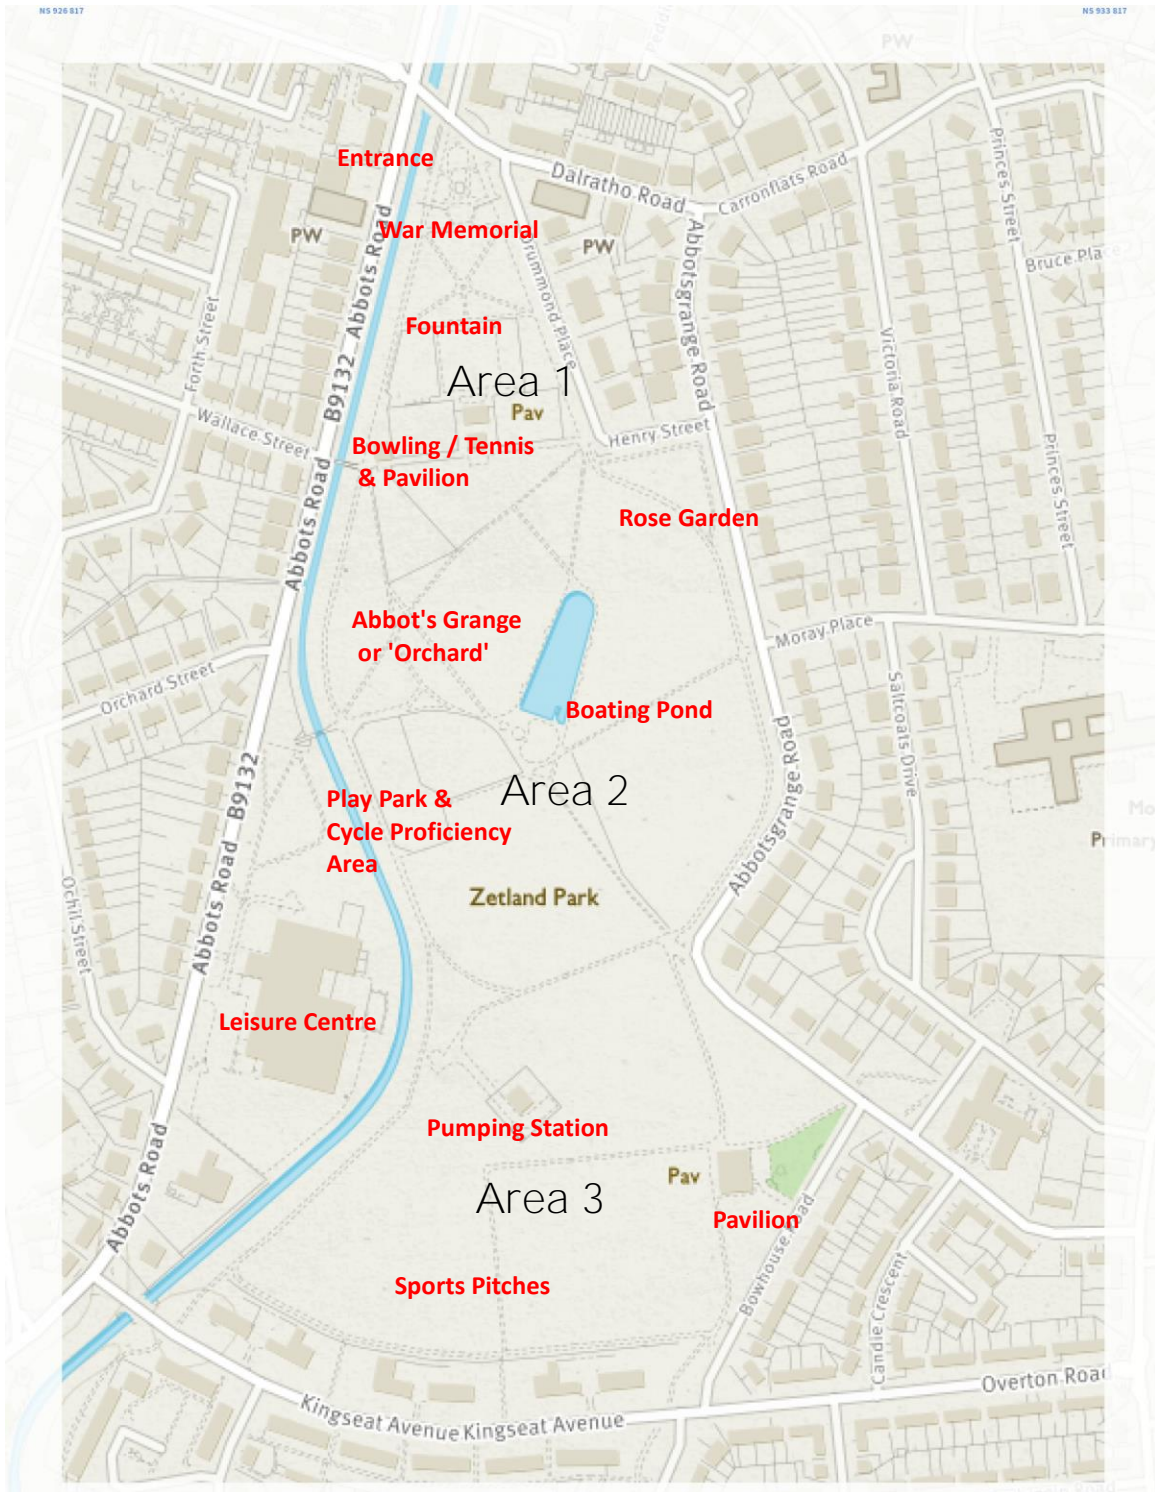 NS 926 817
NS 933 817
PW
Entrance
Dalratho Road
Carronflats Road
Princes Street
War Memorial
PW
PW
Abbots Road
Drummond Place
Abbotsgrange Road
Bruce Place
Fountain
B9132
Forth Street
Victoria Road
Area 1
Pav
Wallace Street
Henry Street
Bowling / Tennis
& Pavilion
Princes Street
Abbots Road
Rose Garden
Abbot's Grange
or 'Orchard'
Moray Place
Orchard Street
Saltcoats Drive
Boating Pond
Abbotsgrange Road
B9132
Area 2
Play Park &
Cycle Proficiency
Area
Mo
Primary
Abbots Road
Zetland Park
Ochil Street
Leisure Centre
Pumping Station
Abbots Road
Pav
Area 3
Pavilion
Bowhouse Road
Sports Pitches
Candie Crescent
Overton Road
Kingseat Avenue
Kingseat Avenue